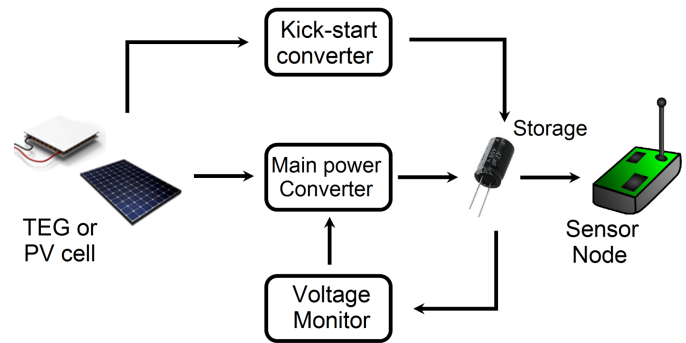 Kick-start
converter
Storage
Main power
Converter
TEG or
PV cell
Sensor
Node
Voltage
Monitor